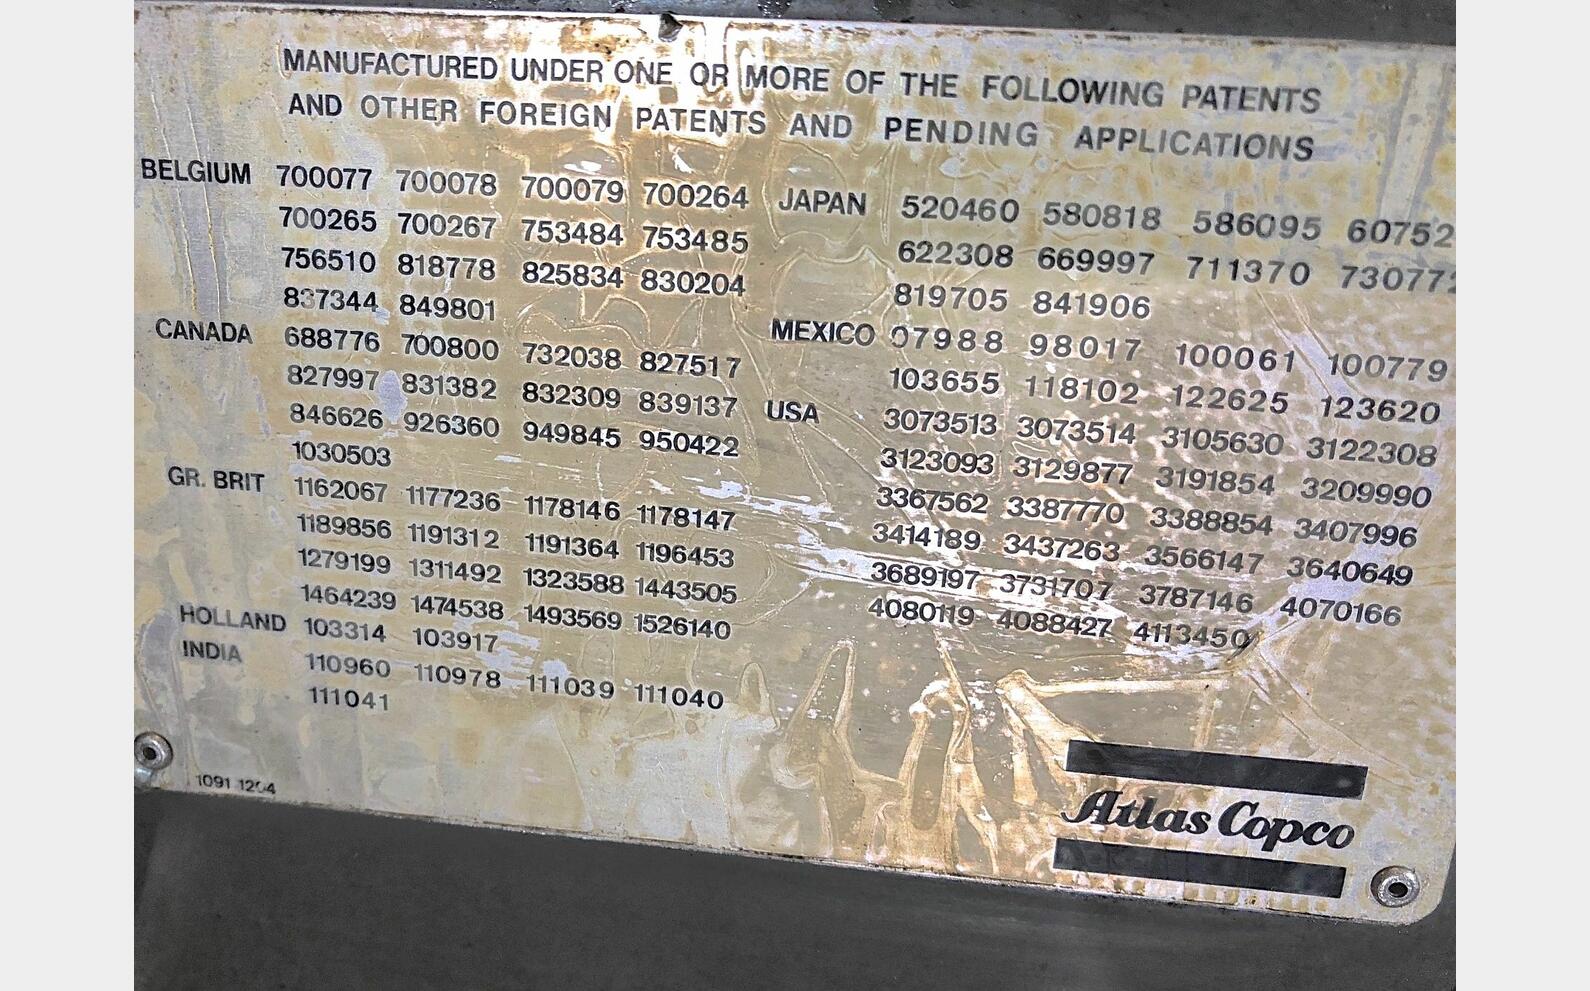 MANUFACTURED UNDER ONE OR MORE OF THE FOLLOWING PATENTS
AND OTHER FOREIGN PATENTS AND PENDING APPLICATIONS
BELGIUM 700077 700078 700079 700264
700265 700267 753484 753485
756510 818778 825834 830204
837344 849801
CANADA 688776 700800 732038 827517
827997 831382 832309 839137
846626 926360 949845 950422
1030503
GR. BRIT 1162067 1177236 1178146 1178147
1189856 1191312 1191364 1196453
1279199 1311492 1323588 1443505
1464239 1474538 1493569 1526140
HOLLAND 103314 103917
INDIA 110960 110978 111039 111040
111041
JAPAN 520460 580818 586095 60752
622308 669997 711370 730772
819705 841906
MEXICO 97988 98017 100061 100779
103655 118102 122625 123620
USA 3073513 3073514 3105630 3122308
3123093 3129877 3191854 3209990
3367562 3387770 3388854 3407996
3414189 3437263 3566147 3640649
3689197 3731707 3787146 4070166
4080119 4088427 4113450
1091
Atlas Copco